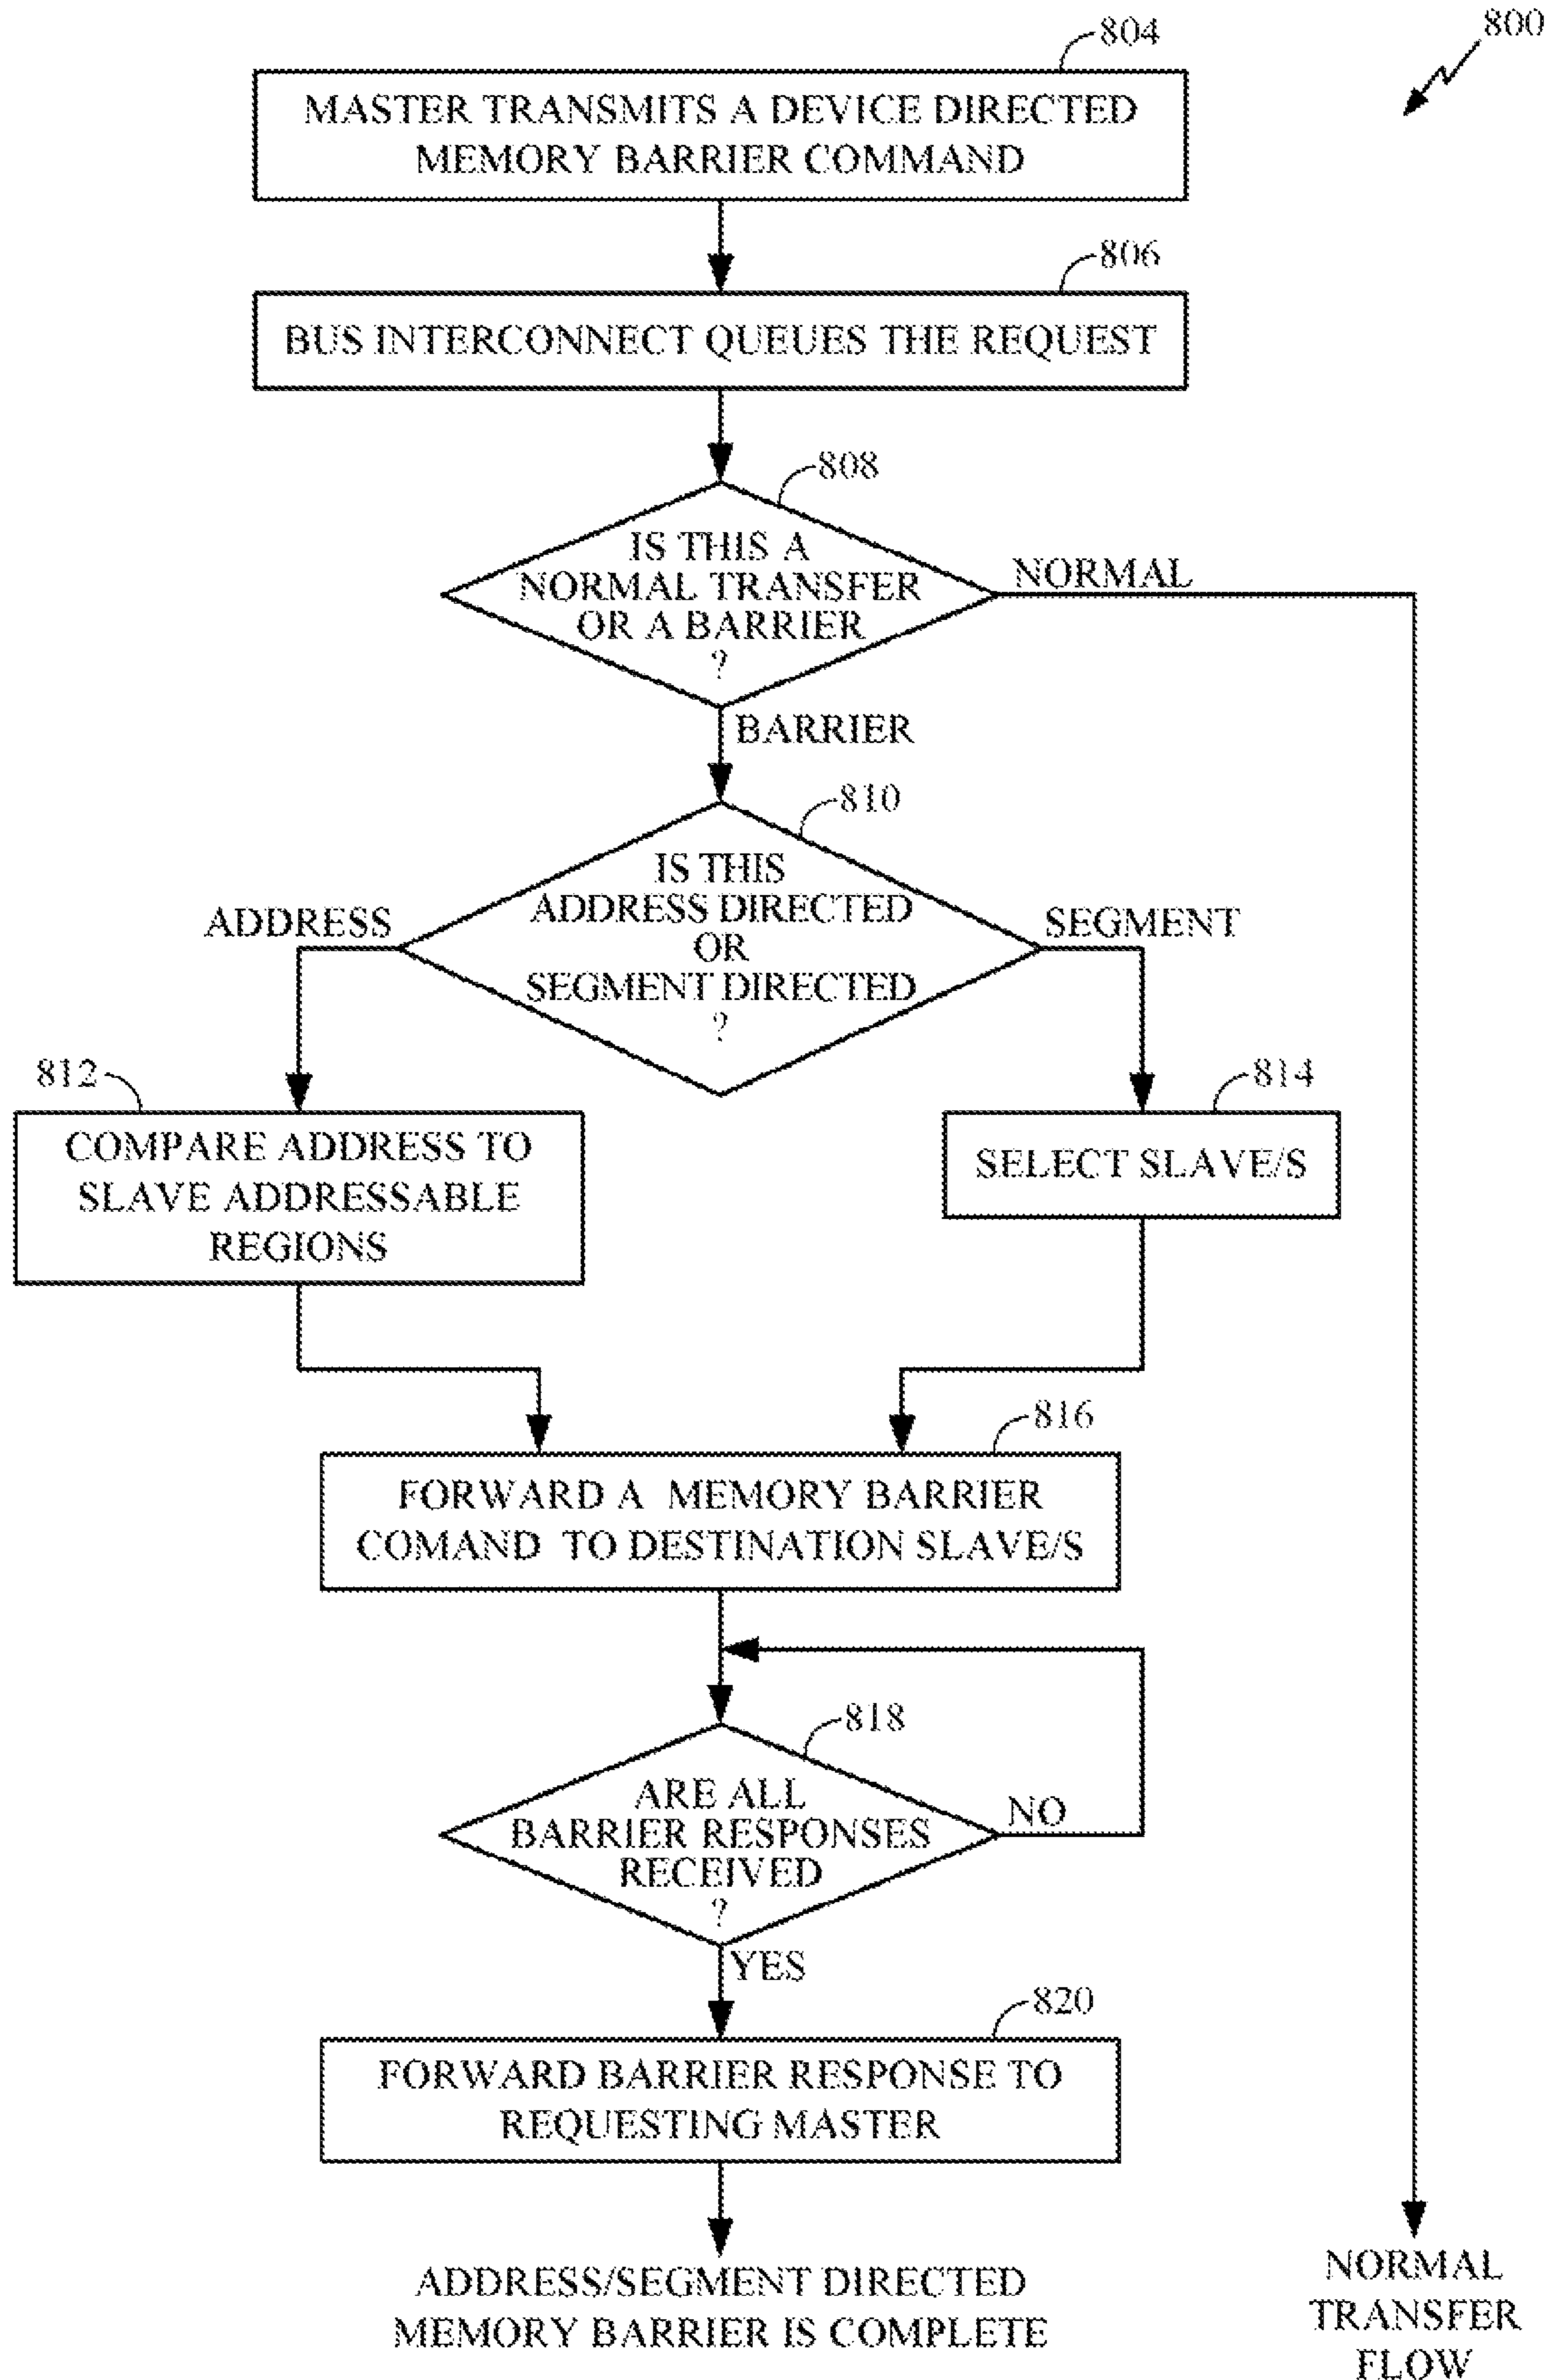 800
804
MASTER TRANSMITS A DEVICE DIRECTED
MEMORY BARRIER COMMAND
806
BUS INTERCONNECT QUEUES THE REQUEST
808
IS THIS A
NORMAL TRANSFER
OR A BARRIER
?
NORMAL
BARRIER
810
IS THIS
ADDRESS DIRECTED
OR
SEGMENT DIRECTED
?
ADDRESS
SEGMENT
812
COMPARE ADDRESS TO
SLAVE ADDRESSABLE
REGIONS
814
SELECT SLAVE/S
816
FORWARD A MEMORY BARRIER
COMAND TO DESTINATION SLAVE/S
818
ARE ALL
BARRIER RESPONSES
RECEIVED
?
NO
YES
820
FORWARD BARRIER RESPONSE TO
REQUESTING MASTER
ADDRESS/SEGMENT DIRECTED
MEMORY BARRIER IS COMPLETE
NORMAL
TRANSFER
FLOW